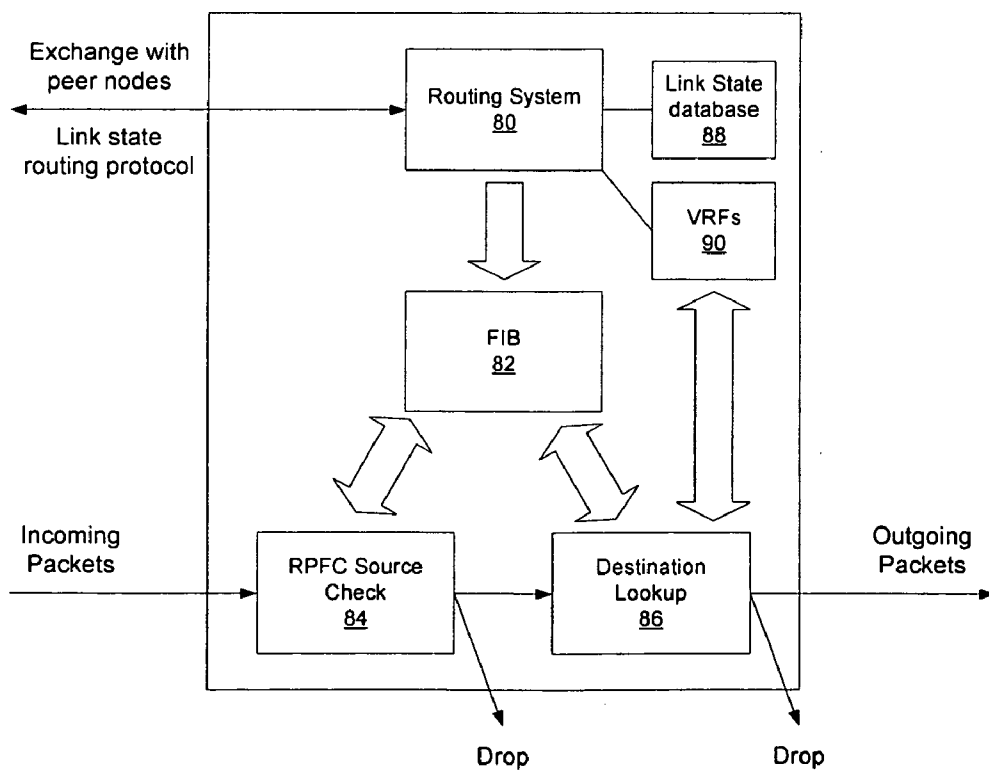 Exchange with
peer nodes
Link state
routing protocol
Routing System
80
Link State
database
88
VRFs
90
FIB
82
Incoming
Packets
RPFC Source
Check
84
Destination
Lookup
86
Outgoing
Packets
Drop
Drop